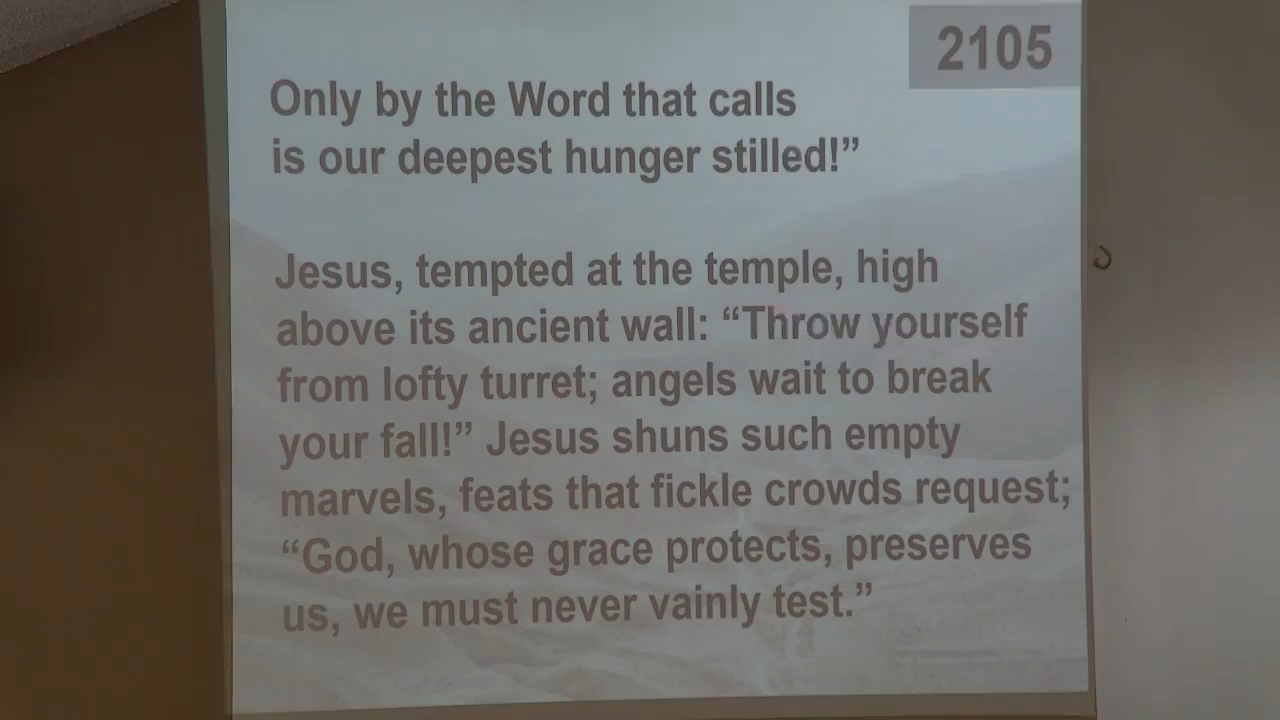 2105
Only by the Word that calls
is our deepest hunger stilled!”
Jesus, tempted at the temple, high
above its ancient wall: “Throw yourself
from lofty turret; angels wait to break
your fall!” Jesus shuns such empty
marvels, feats that fickle crowds request;
“God, whose grace protects, preserves
us, we must never vainly test.”